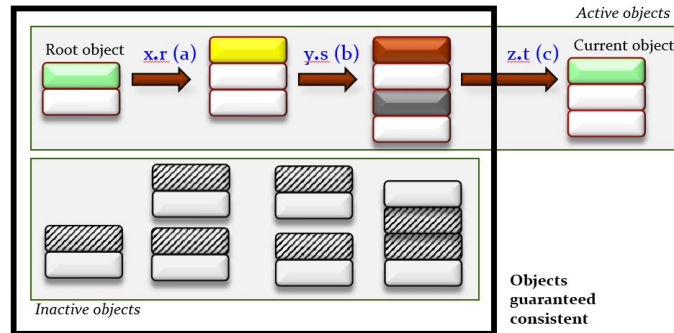 Active objects
Root object
x.r (a)
y.s (b)
z.t (c)
Current object
Inactive objects
Objects
guaranteed
consistent